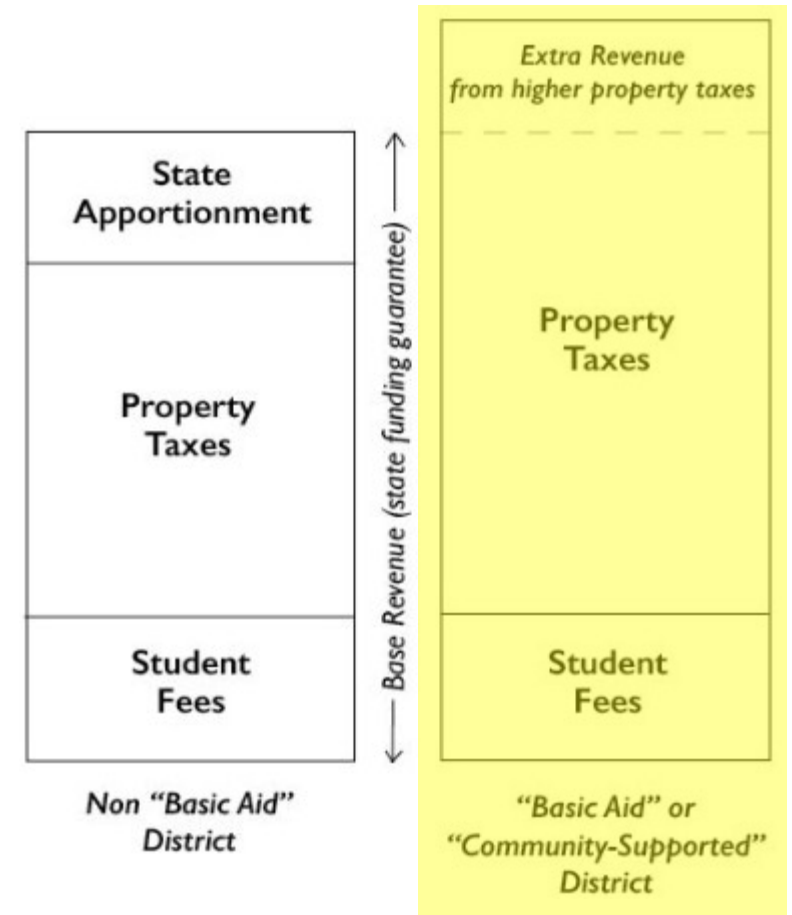 State
Apportionment
Property
Taxes
Student
Fees
Non “Basic Aid”
District
Base Revenue (state funding guarantee)
Extra Revenue
from higher property taxes
Property
Taxes
Student
Fees
“Basic Aid” or
“Community-Supported”
District